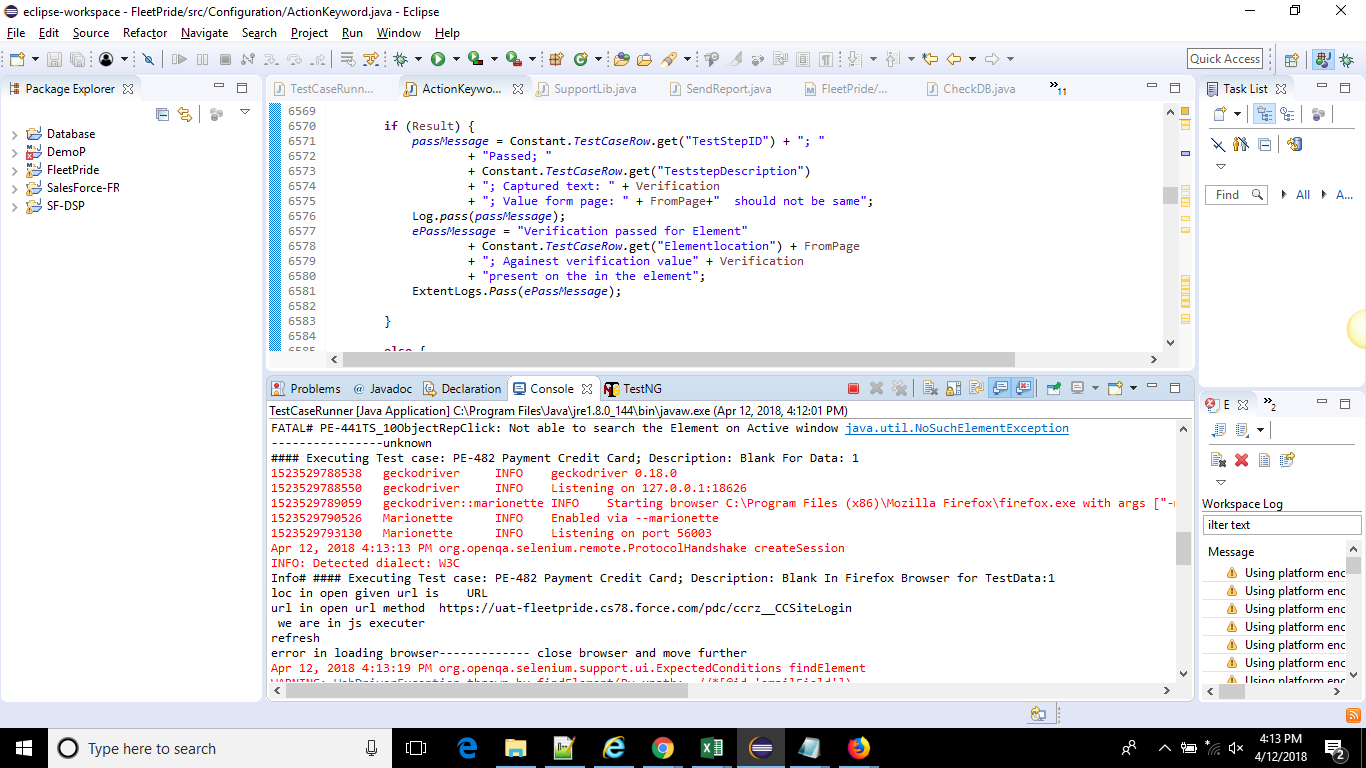 eclipse-workspace - FleetPride/src/Configuration/ActionKeyword.java - Eclipse
File Edit Source Refactor Navigate Search Project Run Window Help
Quick Access
Package Explorer
Database
DemoP
FleetPride
SalesForce-FR
SF-DSP
TestCaseRunn... ActionKeywo... SupportLib.java SendReport.java FleetPride/... CheckDB.java 11
6569
6570 if (Result) {
6571 passMessage = Constant.TestCaseRow.get("TestStepID") + "; "
6572 + "Passed; "
6573 + Constant.TestCaseRow.get("TeststepDescription")
6574 + "; Captured text: " + Verification
6575 + "; Value form page: " + FromPage+"  should not be same";
6576 Log.pass(passMessage);
6577 ePassMessage = "Verification passed for Element"
6578 + Constant.TestCaseRow.get("Elementlocation") + FromPage
6579 + "; Againest verification value" + Verification
6580 + "present on the in the element";
6581 ExtentLogs.Pass(ePassMessage);
6582
6583 }
6584
6585 else {
Task List
Find All A...
Problems Javadoc Declaration Console TestNG
TestCaseRunner [Java Application] C:\Program Files\Java\jre1.8.0_144\bin\javaw.exe (Apr 12, 2018, 4:12:01 PM)
FATAL# PE-441TS_10ObjectRepClick: Not able to search the Element on Active window java.util.NoSuchElementException
----------------unknown
#### Executing Test case: PE-482 Payment Credit Card; Description: Blank For Data: 1
1523529788538 geckodriver INFO geckodriver 0.18.0
1523529788550 geckodriver INFO Listening on 127.0.0.1:18626
1523529789059 geckodriver::marionette INFO Starting browser C:\Program Files (x86)\Mozilla Firefox\firefox.exe with args ["-
1523529790526 Marionette INFO Enabled via --marionette
1523529793130 Marionette INFO Listening on port 56003
Apr 12, 2018 4:13:13 PM org.openqa.selenium.remote.ProtocolHandshake createSession
INFO: Detected dialect: W3C
Info# #### Executing Test case: PE-482 Payment Credit Card; Description: Blank In Firefox Browser for TestData:1
loc in open given url is URL
url in open url method https://uat-fleetpride.cs78.force.com/pdc/ccrz__CCSiteLogin
we are in js executer
refresh
error in loading browser------------- close browser and move further
Apr 12, 2018 4:13:19 PM org.openqa.selenium.support.ui.ExpectedConditions findElement
WARNING: WebDriverException thrown by findElement(By.xpath: //*[@id='emailField'])
E 2
Workspace Log
ilter text
Message
Using platform enc
Using platform enc
Using platform enc
Using platform enc
Using platform enc
Using platform enc
Using platform enc
Type here to search
4:13 PM
4/12/2018
2